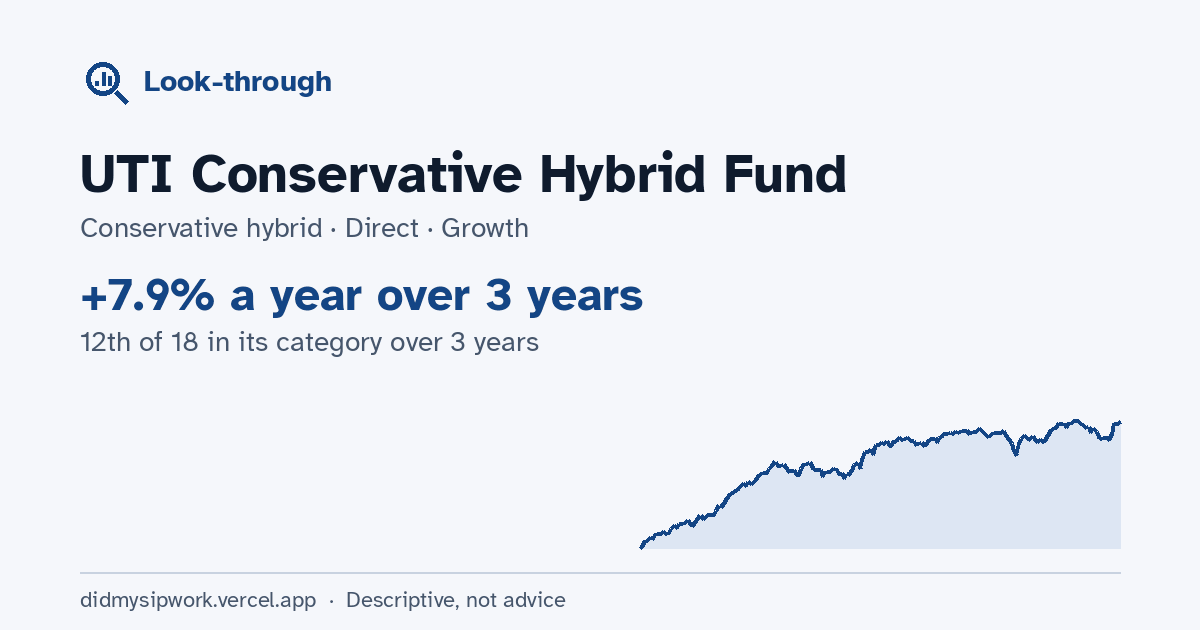 Look-through
UTI Conservative Hybrid Fund
Conservative hybrid · Direct · Growth
+7.9% a year over 3 years
12th of 18 in its category over 3 years
didmysipwork.vercel.app · Descriptive, not advice